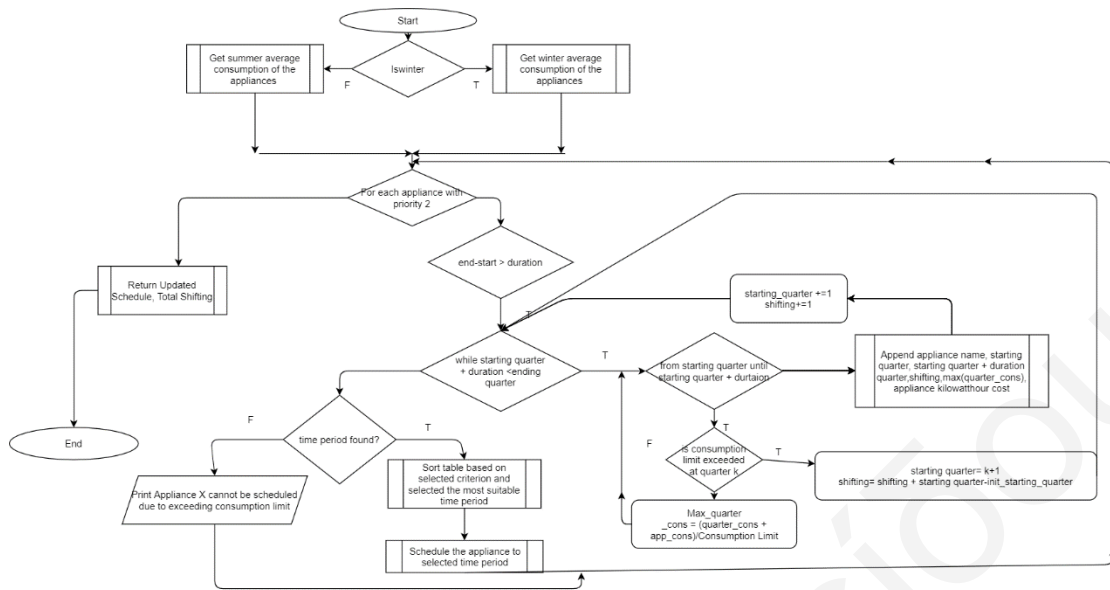 Start
Iswinter
Get summer average
consumption of the
appliances
F
T
Get winter average
consumption of the
appliances
For each appliance with
priority 2
end-start > duration
T
Return Updated
Schedule, Total Shifting
End
starting_quarter +=1
shifting+=1
while starting quarter
+ duration <ending
quarter
T
from starting quarter until
starting quarter + durtaion
Append appliance name, starting
quarter, starting quarter + duration
quarter,shifting,max(quarter_cons),
appliance kilowatthour cost
F
time period found?
T
T
F
is consumption
limit exceeded
at quarter k
T
starting quarter= k+1
shifting= shifting + starting quarter-init_starting_quarter
Print Appliance X cannot be scheduled
due to exceeding consumption limit
Sort table based on
selected criterion and
selected the most suitable
time period
Max_quarter
_cons = (quarter_cons +
app_cons)/Consumption Limit
Schedule the appliance to
selected time period